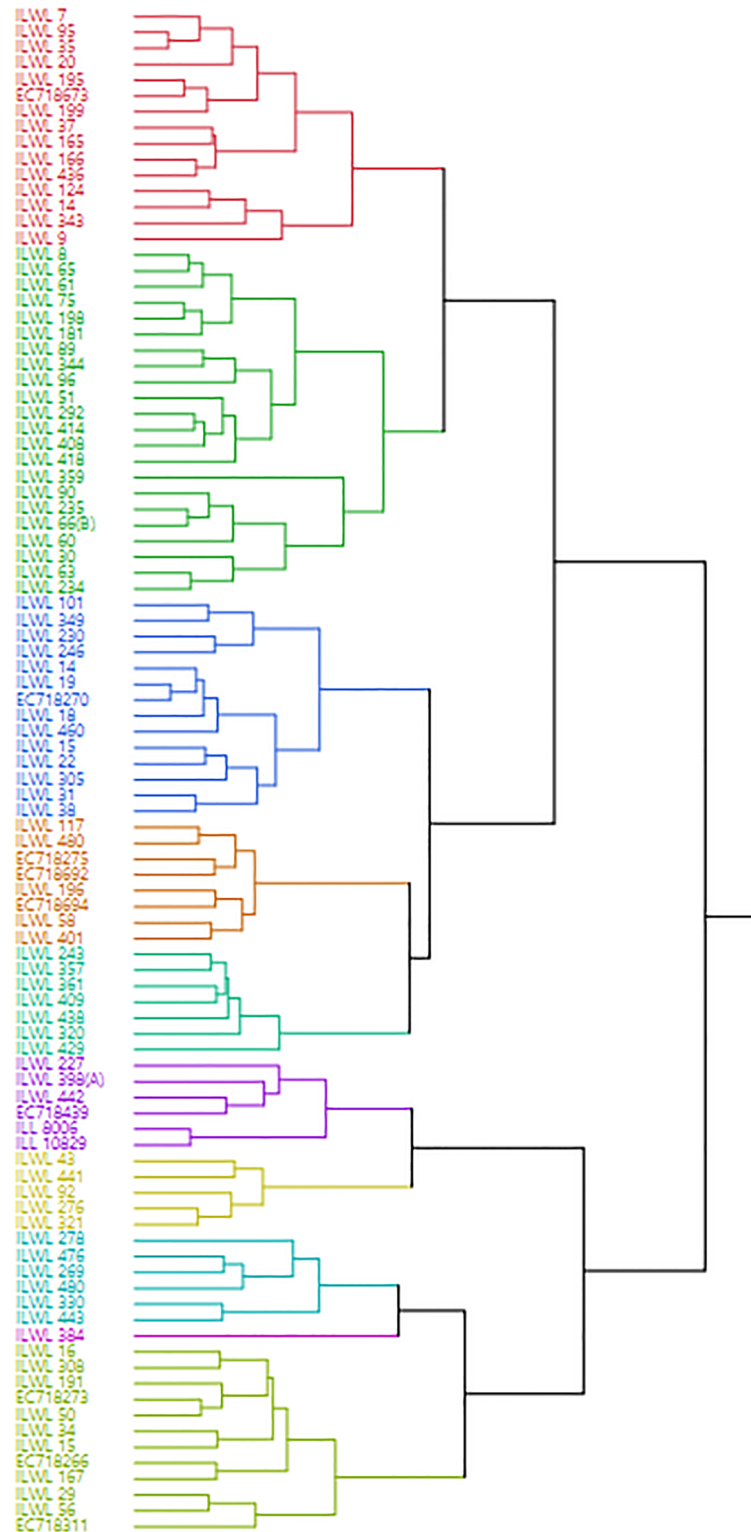 ILWL 7
ILWL 95
ILWL 35
ILWL 20
ILWL 195
EC718673
ILWL 199
ILWL 37
ILWL 165
ILWL 166
ILWL 436
ILWL 124
ILWL 14
ILWL 343
ILWL 9
ILWL 8
ILWL 65
ILWL 61
ILWL 75
ILWL 198
ILWL 181
ILWL 89
ILWL 344
ILWL 96
ILWL 51
ILWL 292
ILWL 414
ILWL 408
ILWL 418
ILWL 359
ILWL 90
ILWL 235
ILWL 66(B)
ILWL 60
ILWL 30
ILWL 63
ILWL 234
ILWL 101
ILWL 349
ILWL 230
ILWL 246
ILWL 14
ILWL 19
EC718270
ILWL 18
ILWL 460
ILWL 15
ILWL 22
ILWL 305
ILWL 31
ILWL 38
ILWL 117
ILWL 480
EC718275
EC718692
ILWL 196
EC718694
ILWL 58
ILWL 401
ILWL 243
ILWL 357
ILWL 361
ILWL 409
ILWL 438
ILWL 320
ILWL 429
ILWL 227
ILWL 398(A)
ILWL 442
EC718439
ILL 8006
ILL 10829
ILWL 43
ILWL 441
ILWL 92
ILWL 276
ILWL 321
ILWL 278
ILWL 476
ILWL 269
ILWL 480
ILWL 330
ILWL 443
ILWL 384
ILWL 16
ILWL 308
ILWL 191
EC718273
ILWL 50
ILWL 34
ILWL 15
EC718266
ILWL 167
ILWL 29
ILWL 56
EC718311